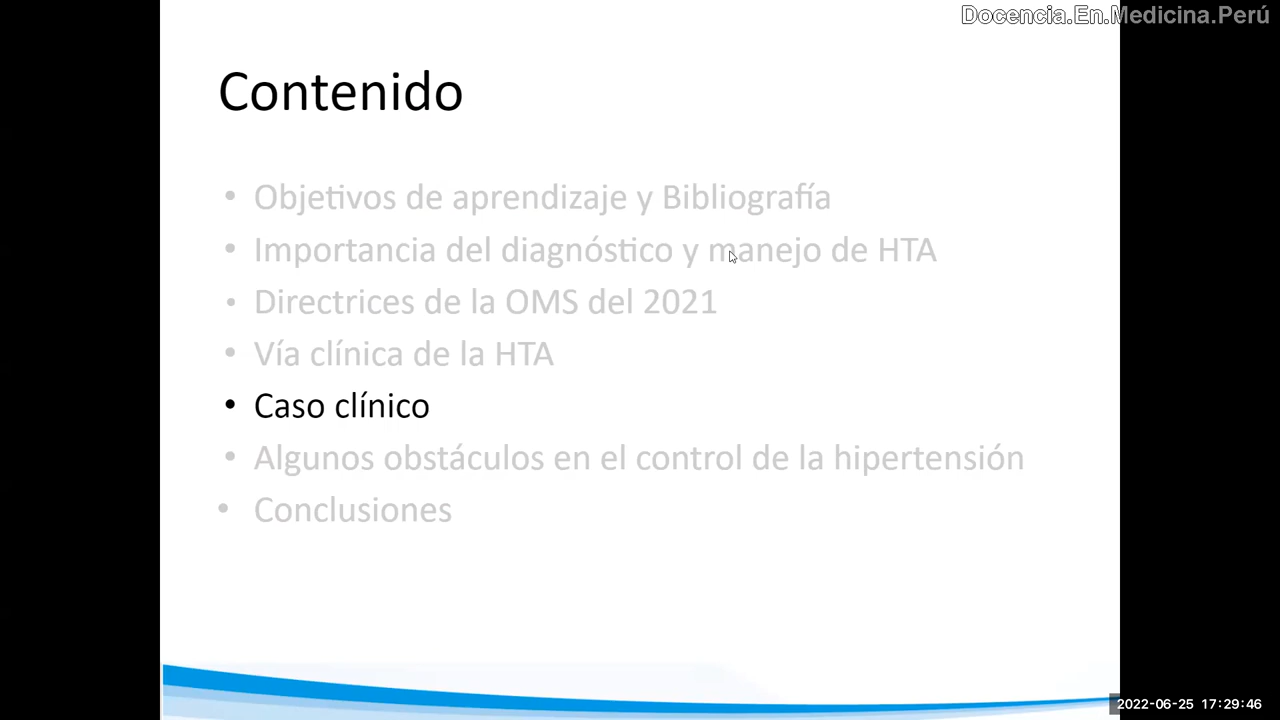 Docencia.En.Medicina.Perú
Contenido
• Objetivos de aprendizaje y Bibliografía
• Importancia del diagnóstico y manejo de HTA
• Directrices de la OMS del 2021
• Vía clínica de la HTA
• Caso clínico
• Algunos obstáculos en el control de la hipertensión
• Conclusiones
2022-06-25 17:29:46